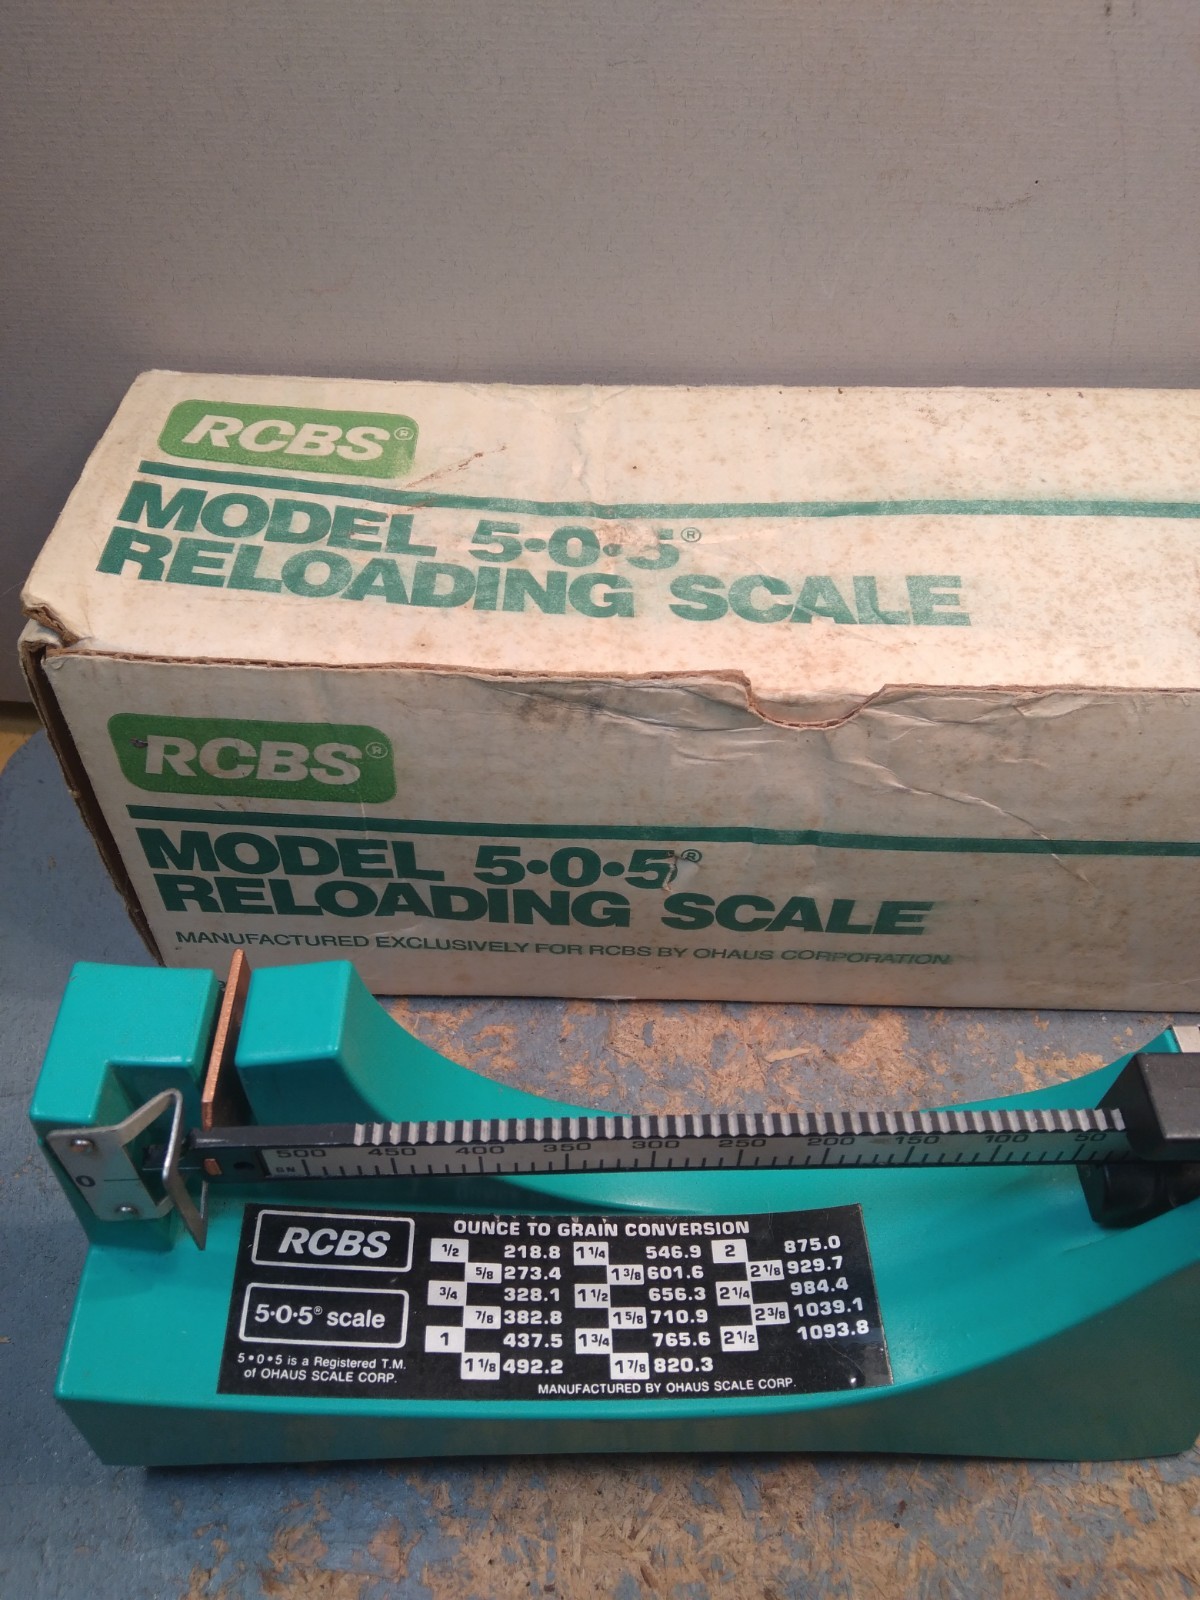 RCBS®
MODEL 5•0•5®
RELOADING SCALE
RCBS®
MODEL 5•0•5®
RELOADING SCALE
MANUFACTURED EXCLUSIVELY FOR RCBS BY OHAUS CORPORATION
500 450 400 350 300 250 200 150 100 50
GN
0
RCBS
5•0•5® scale
5•0•5 is a Registered T.M.
of OHAUS SCALE CORP.
OUNCE TO GRAIN CONVERSION
1/2 218.8 1 1/4 546.9 2 875.0
5/8 273.4 1 3/8 601.6 2 1/8 929.7
3/4 328.1 1 1/2 656.3 2 1/4 984.4
7/8 382.8 1 5/8 710.9 2 3/8 1039.1
1 437.5 1 3/4 765.6 2 1/2 1093.8
1 1/8 492.2 1 7/8 820.3
MANUFACTURED BY OHAUS SCALE CORP.